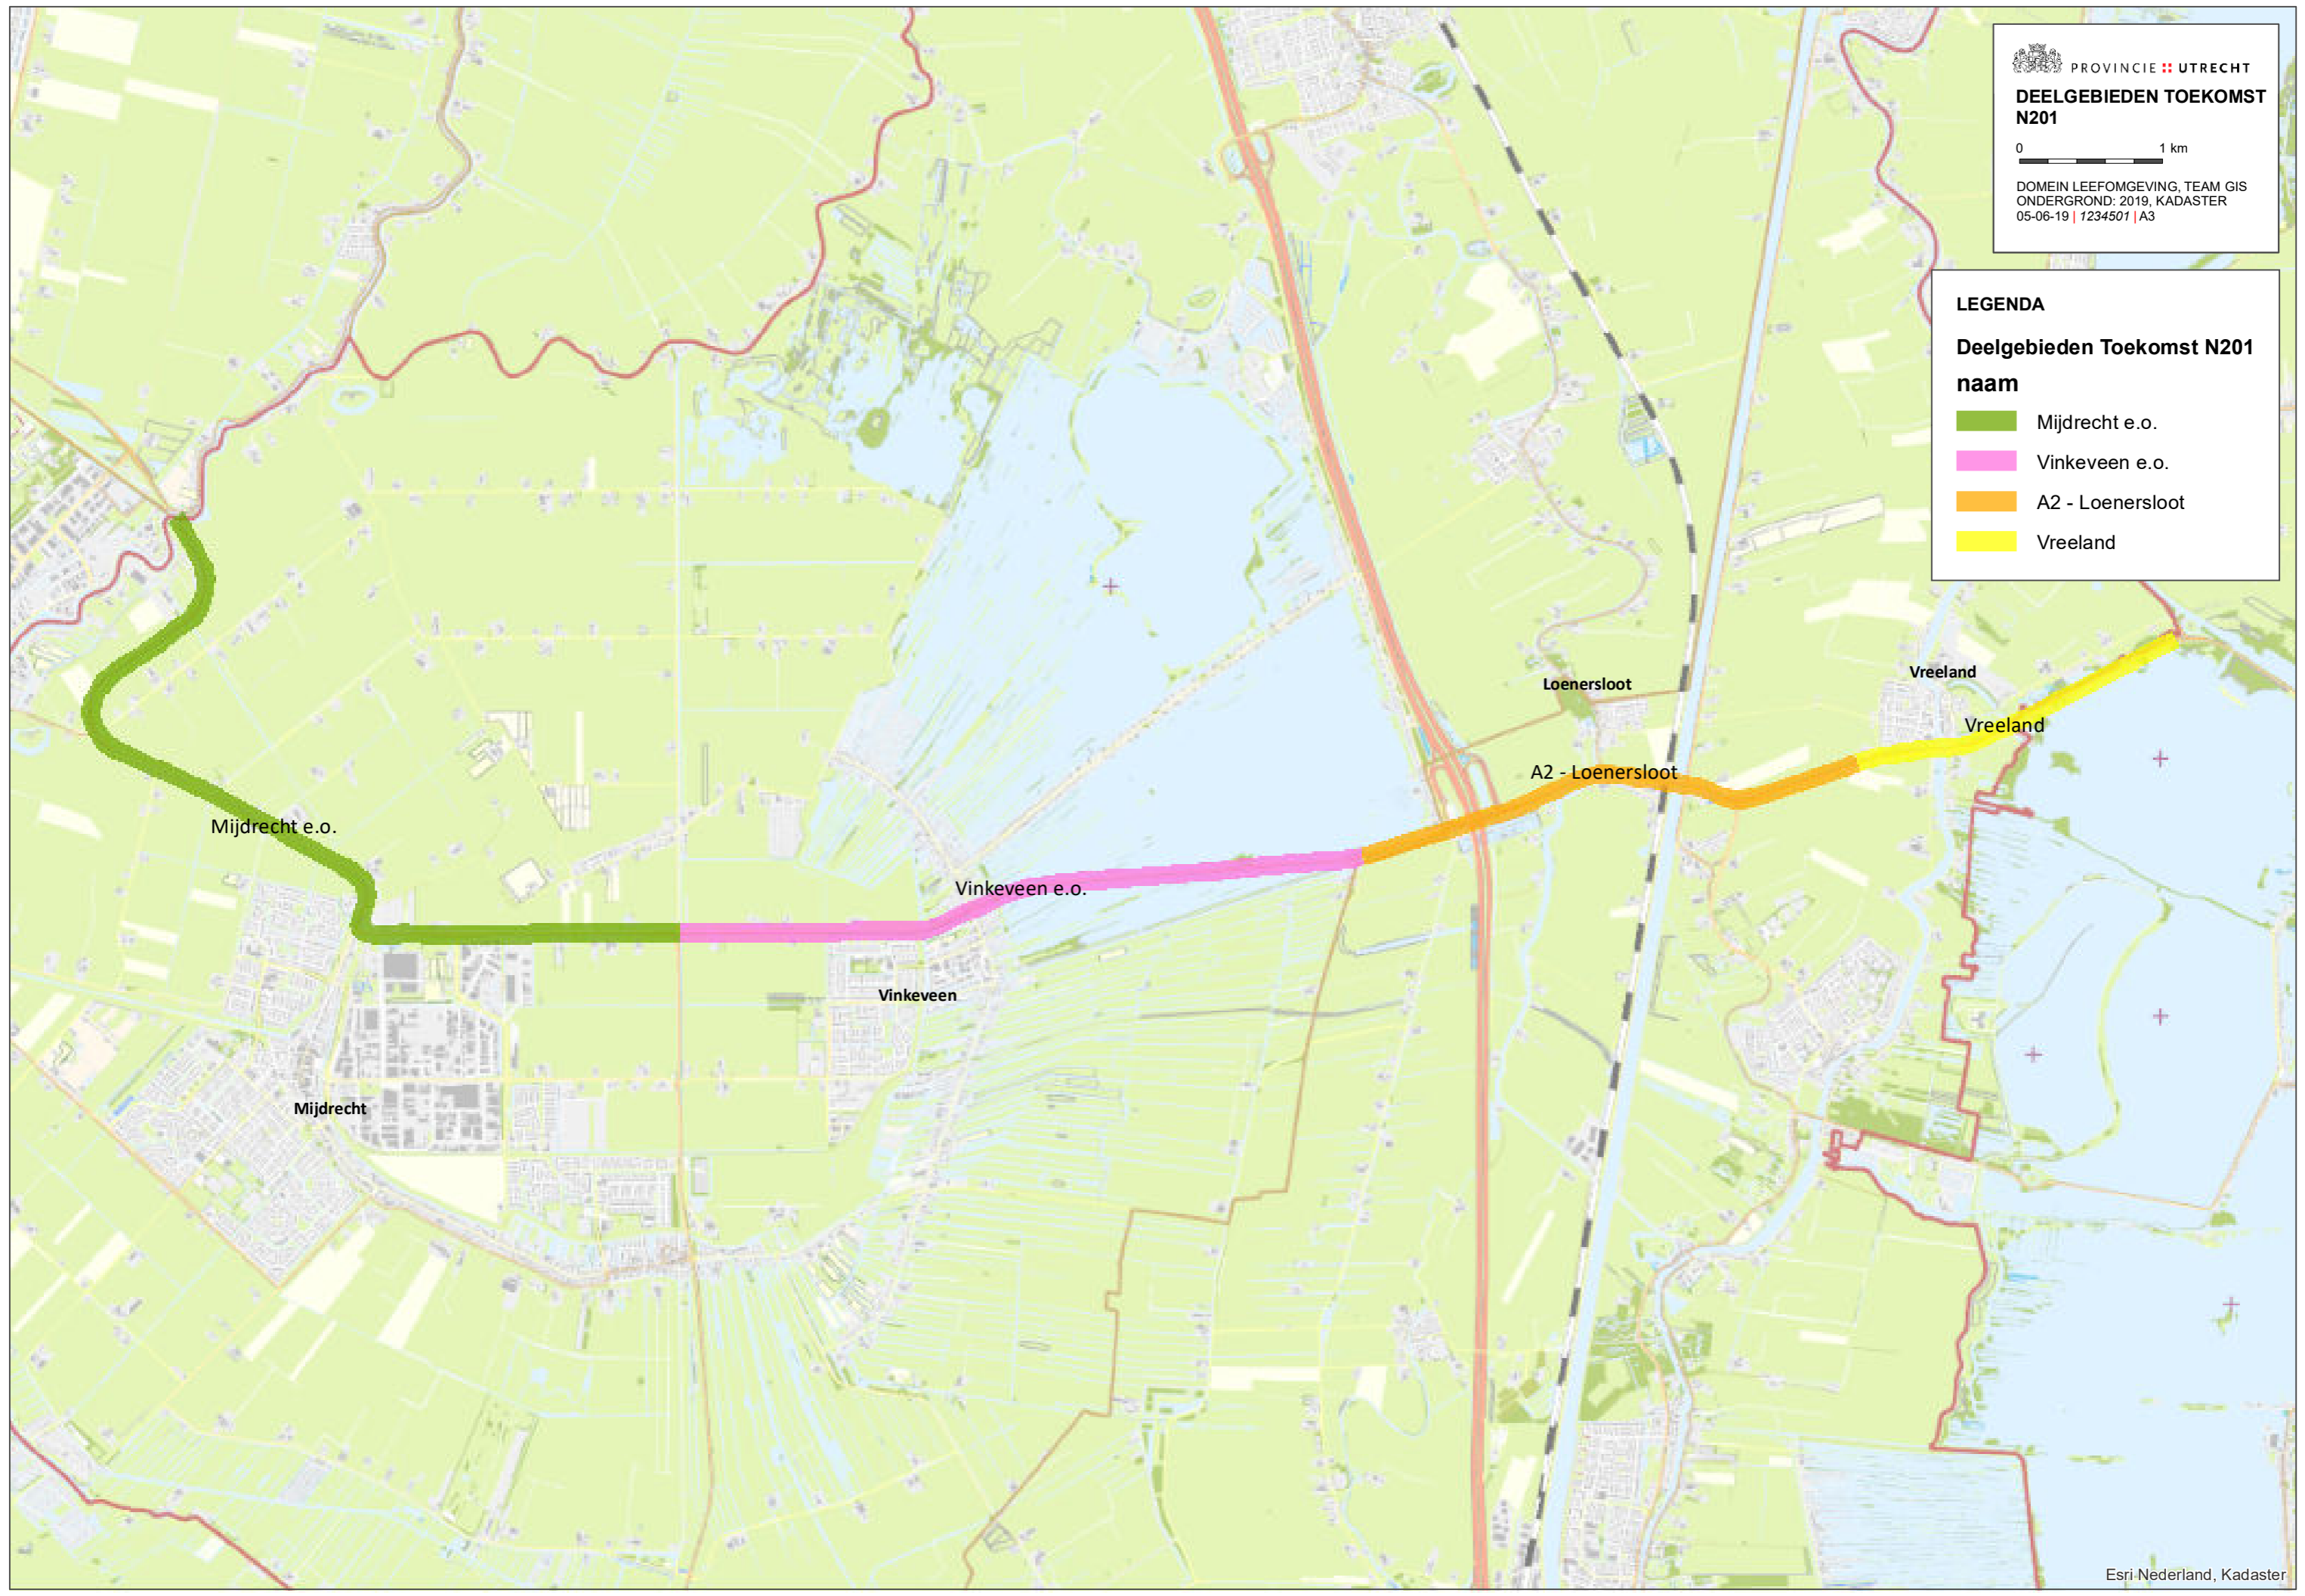 PROVINCIE UTRECHT
DEELGEBIEDEN TOEKOMST
N201
0 1 km
DOMEIN LEEFOMGEVING, TEAM GIS
ONDERGROND: 2019, KADASTER
05-06-19 | 1234501 | A3
LEGENDA
Deelgebieden Toekomst N201
naam
Mijdrecht e.o.
Vinkeveen e.o.
A2 - Loenersloot
Vreeland
Loenersloot
Vreeland
Vreeland
A2 - Loenersloot
Mijdrecht e.o.
Vinkeveen e.o.
Vinkeveen
Mijdrecht
Esri Nederland, Kadaster